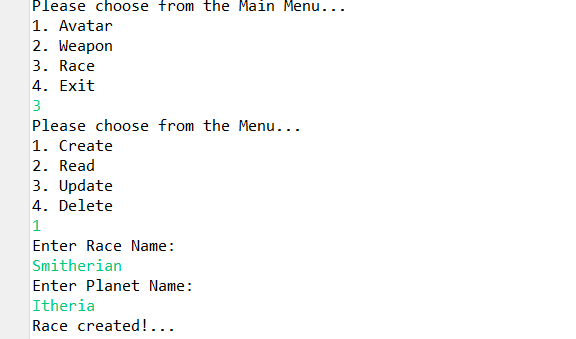 Please choose from the Main Menu...
1. Avatar
2. Weapon
3. Race
4. Exit
3
Please choose from the Menu...
1. Create
2. Read
3. Update
4. Delete
1
Enter Race Name:
Smitherian
Enter Planet Name:
Itheria
Race created!...